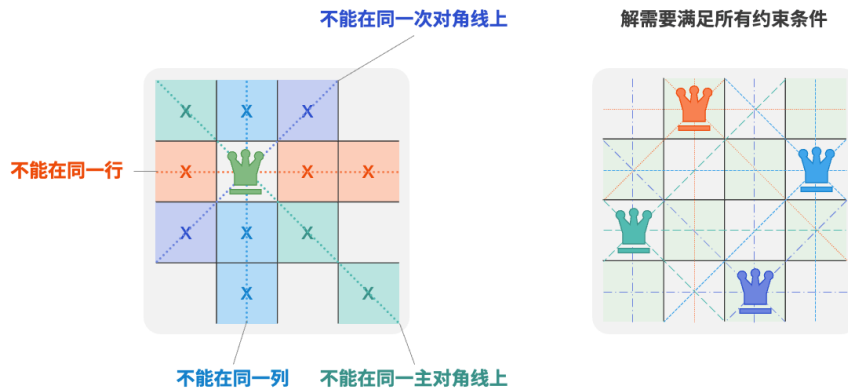 不能在同一次对角线上
解需要满足所有约束条件
X X X
不能在同一行
X X X
X X X
X X
不能在同一列
不能在同一主对角线上